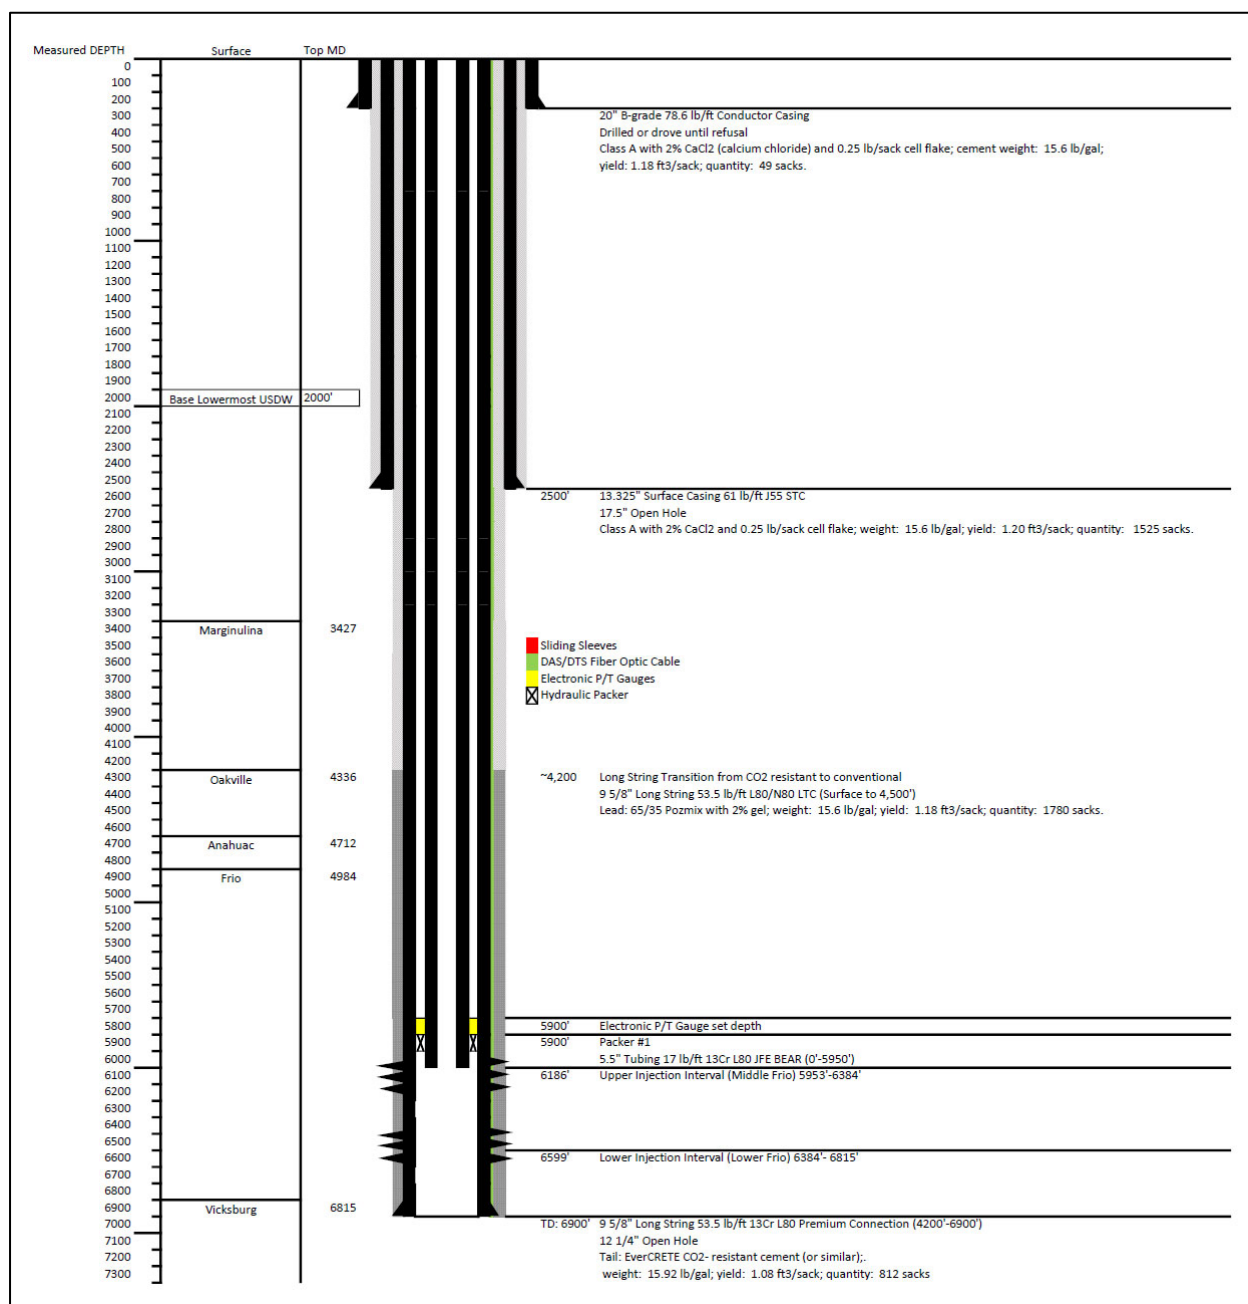 Measured DEPTH Surface Top MD
0
100
200
300 20" B-grade 78.6 lb/ft Conductor Casing
400 Drilled or drove until refusal
500 Class A with 2% CaCl2 (calcium chloride) and 0.25 lb/sack cell flake; cement weight: 15.6 lb/gal;
600 yield: 1.18 ft3/sack; quantity: 49 sacks.
700
800
900
1000
1100
1200
1300
1400
1500
1600
1700
1800
1900
2000 Base Lowermost USDW 2000'
2100
2200
2300
2400
2500
2600 2500' 13.325" Surface Casing 61 lb/ft J55 STC
2700 17.5" Open Hole
2800 Class A with 2% CaCl2 and 0.25 lb/sack cell flake; weight: 15.6 lb/gal; yield: 1.20 ft3/sack; quantity: 1525 sacks.
2900
3000
3100
3200
3300
3400 Marginulina 3427
3500 Sliding Sleeves
3600 DAS/DTS Fiber Optic Cable
3700 Electronic P/T Gauges
3800 Hydraulic Packer
3900
4000
4100
4200
4300 Oakville 4336 ~4,200 Long String Transition from CO2 resistant to conventional
4400 9 5/8" Long String 53.5 lb/ft L80/N80 LTC (Surface to 4,500')
4500 Lead: 65/35 Pozmix with 2% gel; weight: 15.6 lb/gal; yield: 1.18 ft3/sack; quantity: 1780 sacks.
4600
4700 Anahuac 4712
4800
4900 Frio 4984
5000
5100
5200
5300
5400
5500
5600
5700
5800 5900' Electronic P/T Gauge set depth
5900 5900' Packer #1
6000 5.5" Tubing 17 lb/ft 13Cr L80 JFE BEAR (0'-5950')
6100 6186' Upper Injection Interval (Middle Frio) 5953'-6384'
6200
6300
6400
6500
6600 6599' Lower Injection Interval (Lower Frio) 6384'- 6815'
6700
6800
6900 Vicksburg 6815
7000 TD: 6900' 9 5/8" Long String 53.5 lb/ft 13Cr L80 Premium Connection (4200'-6900')
7100 12 1/4" Open Hole
7200 Tail: EverCRETE CO2- resistant cement (or similar);.
7300 weight: 15.92 lb/gal; yield: 1.08 ft3/sack; quantity: 812 sacks